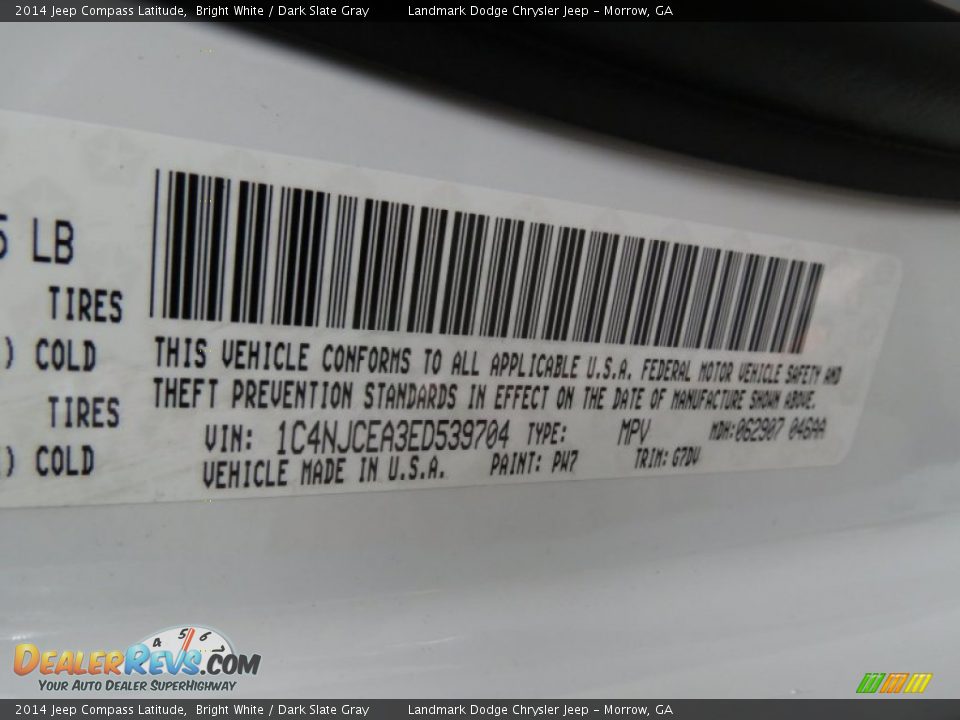 2014 Jeep Compass Latitude, Bright White / Dark Slate Gray Landmark Dodge Chrysler Jeep - Morrow, GA
LB
TIRES
) COLD
TIRES
) COLD
THIS VEHICLE CONFORMS TO ALL APPLICABLE U.S.A. FEDERAL MOTOR VEHICLE SAFETY AND
THEFT PREVENTION STANDARDS IN EFFECT ON THE DATE OF MANUFACTURE SHOWN ABOVE.
VIN: 1C4NJCEA3ED539704 TYPE: MPV MDH:062907 046AA
VEHICLE MADE IN U.S.A. PAINT: PW7 TRIM: G7DV
4 5 6
DealerRevs.com
Your Auto Dealer SuperHighway
2014 Jeep Compass Latitude, Bright White / Dark Slate Gray Landmark Dodge Chrysler Jeep - Morrow, GA